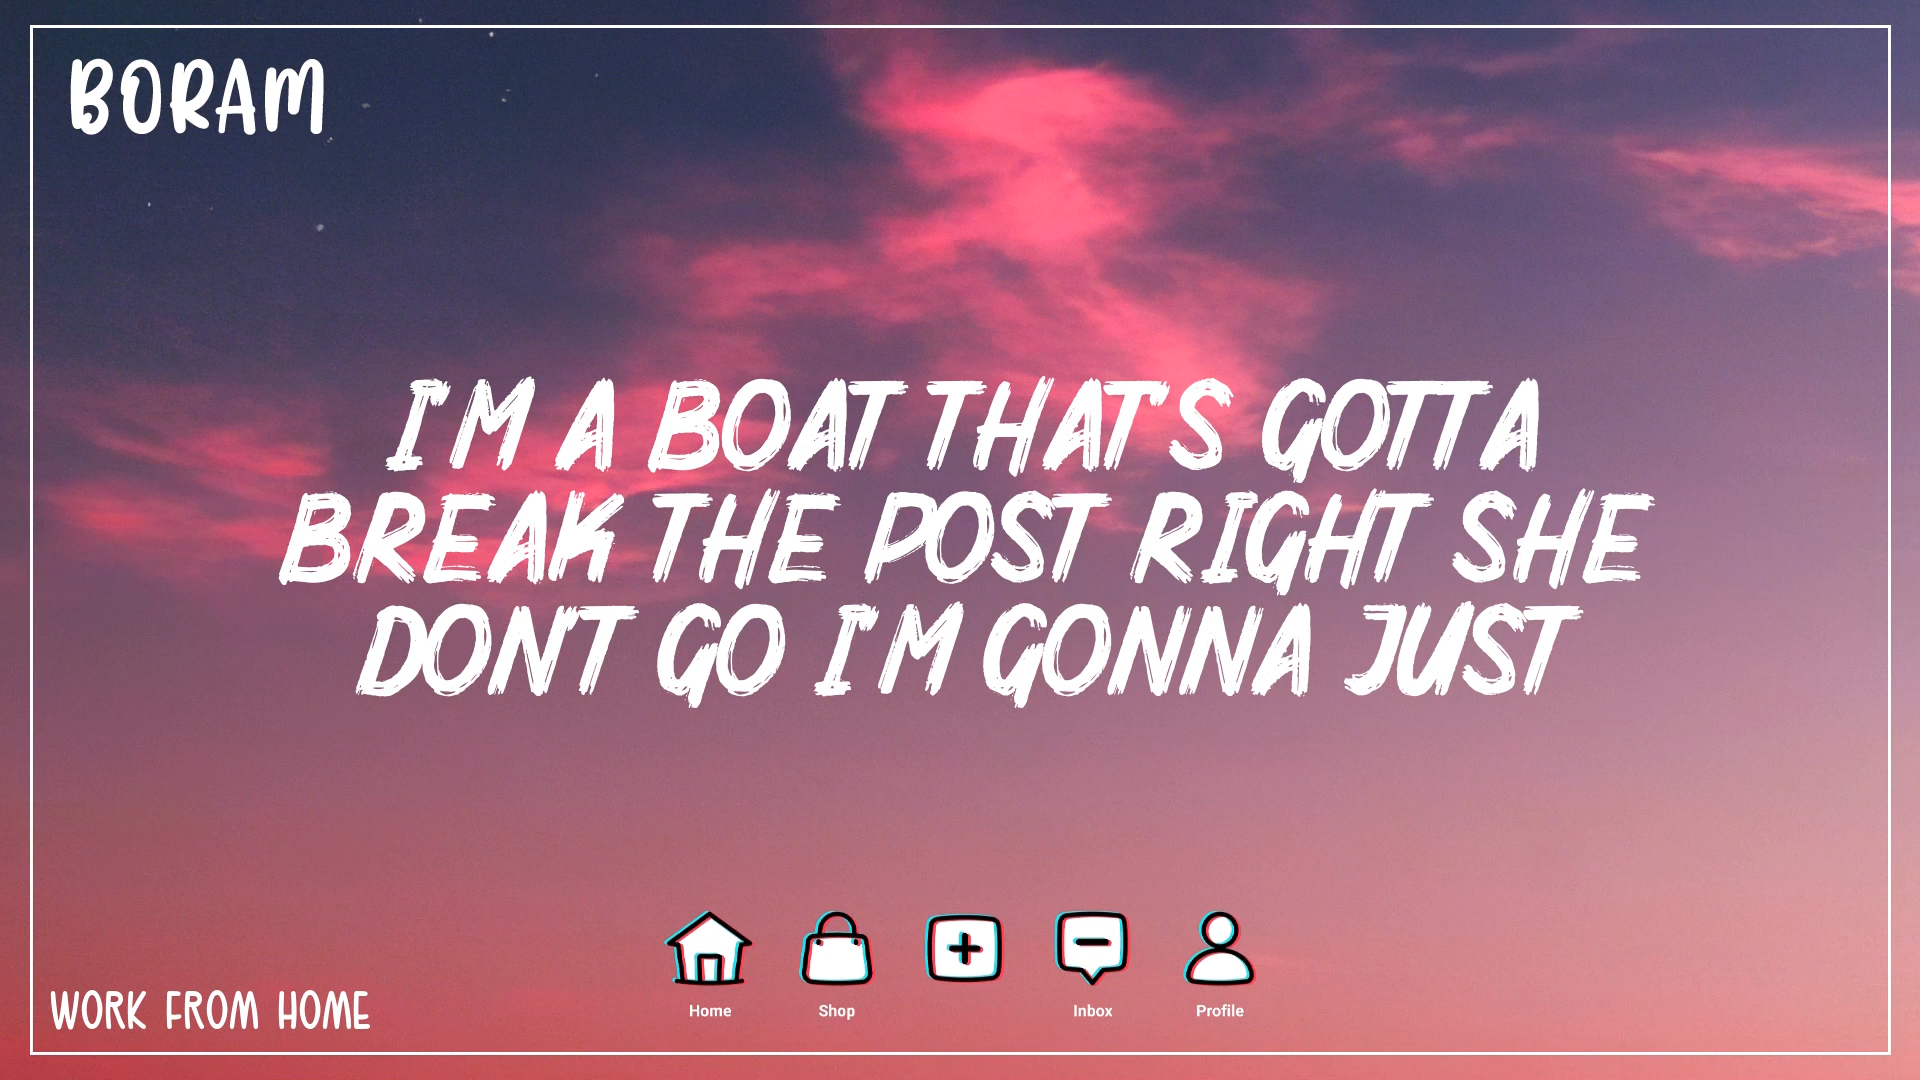 BORAM
I'M A BOAT THAT'S GOTTA
BREAK THE POST RIGHT SHE
DON'T GO I'M GONNA JUST
Home Shop Inbox Profile
WORK FROM HOME